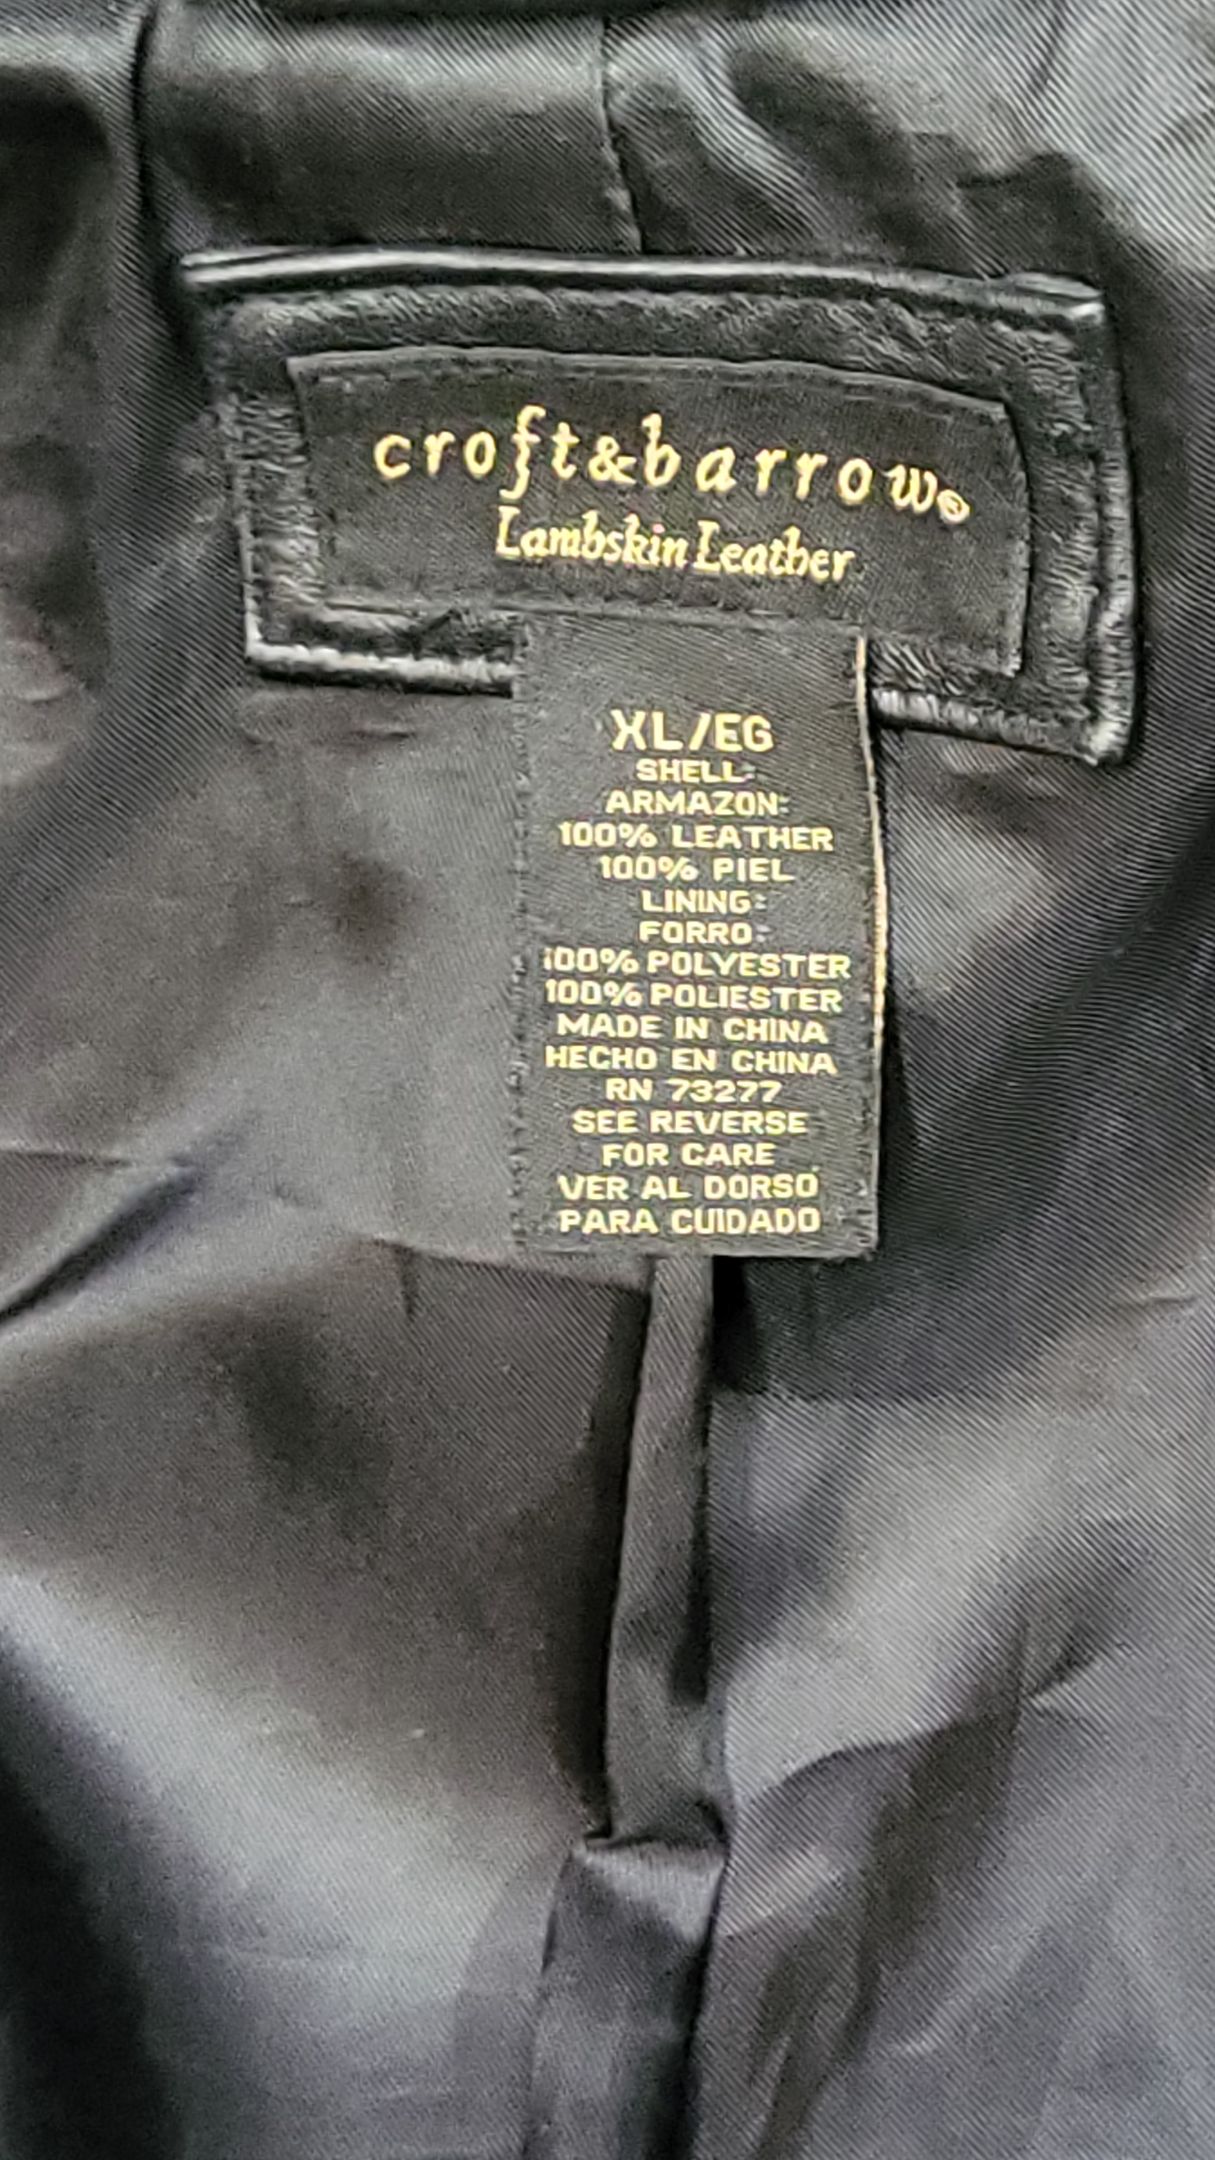 croft&barrow®
Lambskin Leather
XL/EG
SHELL:
ARMAZON:
100% LEATHER
100% PIEL
LINING:
FORRO:
100% POLYESTER
100% POLIESTER
MADE IN CHINA
HECHO EN CHINA
RN 73277
SEE REVERSE
FOR CARE
VER AL DORSO
PARA CUIDADO